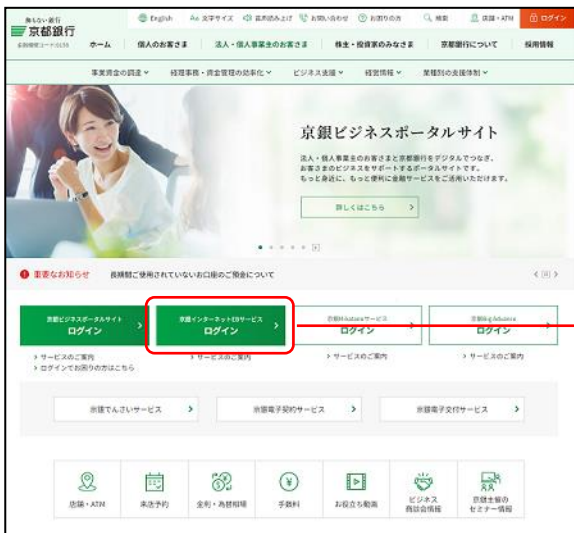 飾らない銀行
京都銀行
English
Aa 文字サイズ
音声読み上げ
お問い合わせ
お困りの方
検索
店舗・ATM
ログイン
ホーム
個人のお客さま
法人・個人事業主のお客さま
株主・投資家のみなさま
京都銀行について
採用情報
事業資金の調達
経理事務・資金管理の効率化
ビジネス支援
経営情報
業種別の支援体制
京銀ビジネスポータルサイト
法人・個人事業主のお客さまと京都銀行をデジタルでつなぎ、
お客さまのビジネスをサポートするポータルサイトです。
もっと身近に、もっと便利に金融サービスをご活用いただけます。
詳しくはこちら
重要なお知らせ
長期間ご使用されていないお口座のご預金について
京銀ビジネスポータルサイト
ログイン
京銀インターネットEBサービス
ログイン
ログイン
京銀Big Advance
ログイン
サービスのご案内
ログインでお困りの方はこちら
サービスのご案内
サービスのご案内
サービスのご案内
京銀でんさいサービス
京銀電子契約サービス
京銀電子交付サービス
店舗・ATM
来店予約
金利・為替相場
手数料
お役立ち動画
ビジネス
商談会情報
京銀主催の
セミナー情報